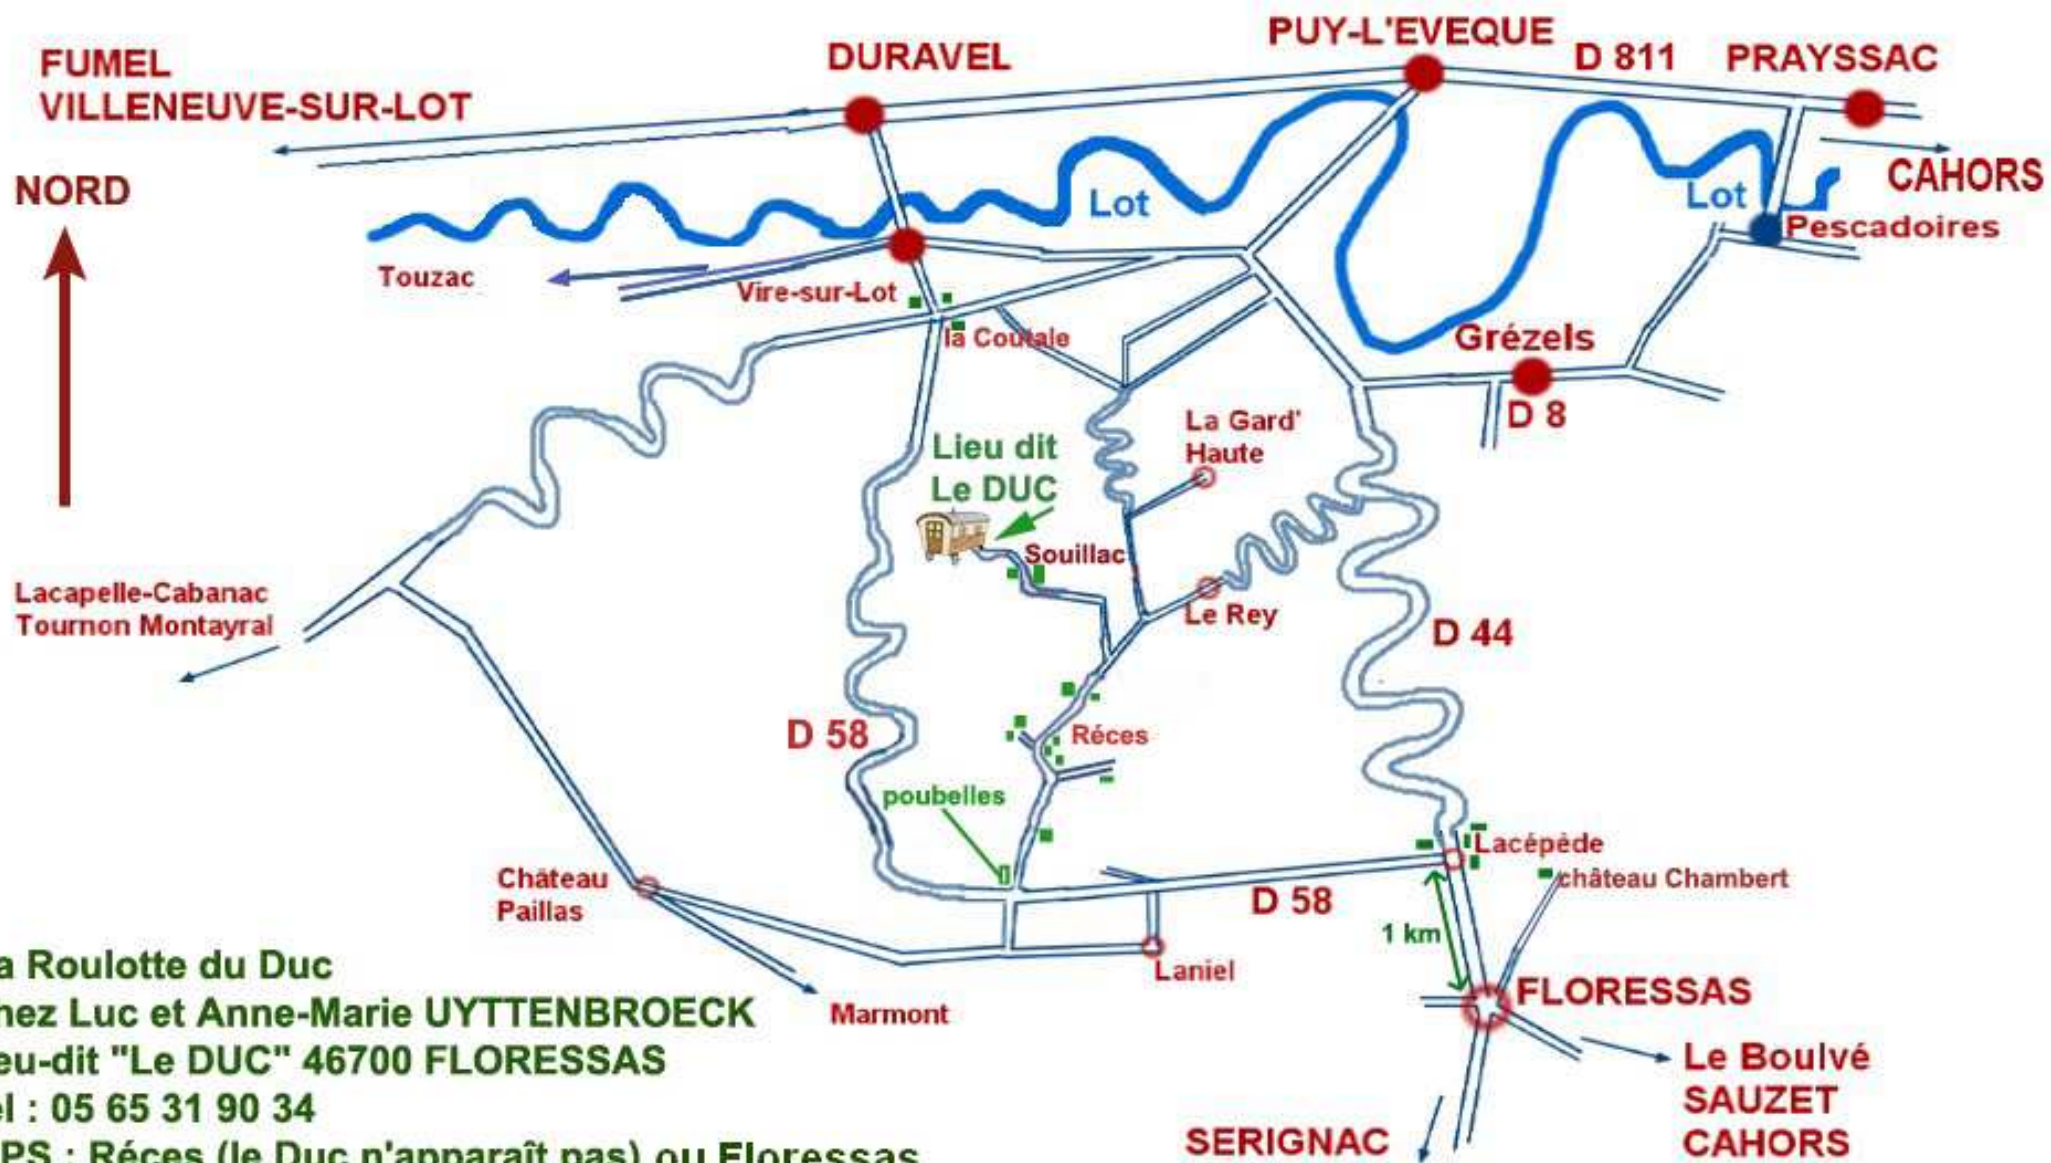 PUY-L'EVEQUE
FUMEL
VILLENEUVE-SUR-LOT
DURAVEL
D 811
PRAYSSAC
NORD
CAHORS
Lot
Lot
Pescadoires
Touzac
Vire-sur-Lot
la Coutale
Grézels
D 8
La Gard'
Haute
Lieu dit
Le DUC
Souillac
Le Rey
Lacapelle-Cabanac
Tournon Montayral
D 44
D 58
Réces
poubelles
Lacépède
château Chambert
Château
Paillas
D 58
1 km
Laniel
Marmont
FLORESSAS
Le Boulvé
SAUZET
CAHORS
SERIGNAC
a Roulotte du Duc
hez Luc et Anne-Marie UYTTENBROECK
eu-dit "Le DUC" 46700 FLORESSAS
el : 05 65 31 90 34
PS : Réces (le Duc n'apparaît pas) ou Floressas